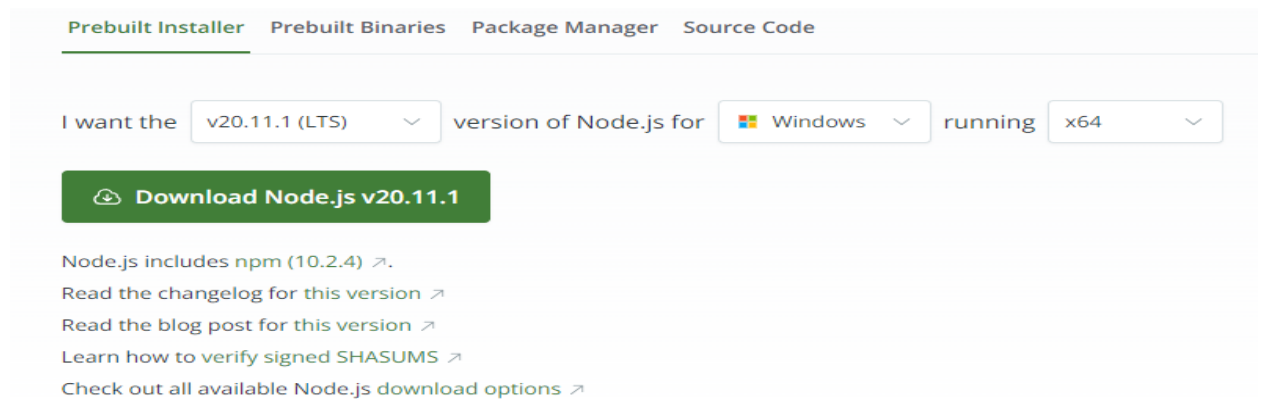 Prebuilt Installer Prebuilt Binaries Package Manager Source Code
I want the v20.11.1 (LTS) version of Node.js for Windows running x64
Download Node.js v20.11.1
Node.js includes npm (10.2.4) ↗.
Read the changelog for this version ↗
Read the blog post for this version ↗
Learn how to verify signed SHASUMS ↗
Check out all available Node.js download options ↗